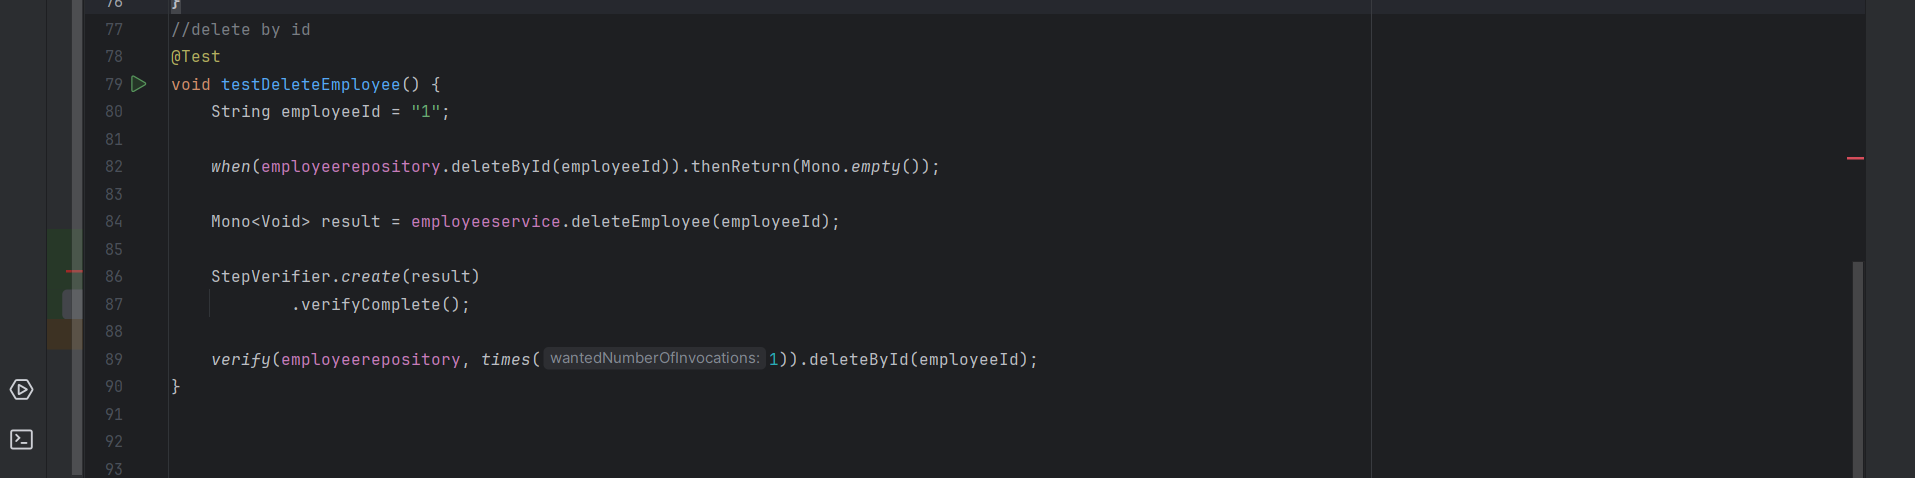 76 }
77 //delete by id
78 @Test
79 void testDeleteEmployee() {
80     String employeeId = "1";
81
82     when(employeerepository.deleteById(employeeId)).thenReturn(Mono.empty());
83
84     Mono<Void> result = employeeservice.deleteEmployee(employeeId);
85
86     StepVerifier.create(result)
87             .verifyComplete();
88
89     verify(employeerepository, times( wantedNumberOfInvocations: 1)).deleteById(employeeId);
90 }
91
92
93